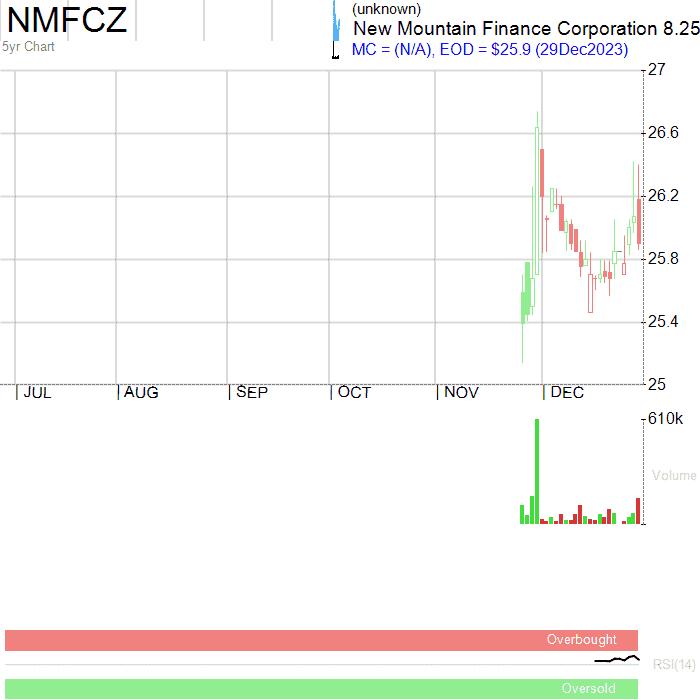 NMFCZ
5yr Chart
(unknown)
New Mountain Finance Corporation 8.25
MC = (N/A), EOD = $25.9 (29Dec2023)
27
26.6
26.2
25.8
25.4
25
JUL AUG SEP OCT NOV DEC
610k
Volume
Overbought
RSI(14)
Oversold